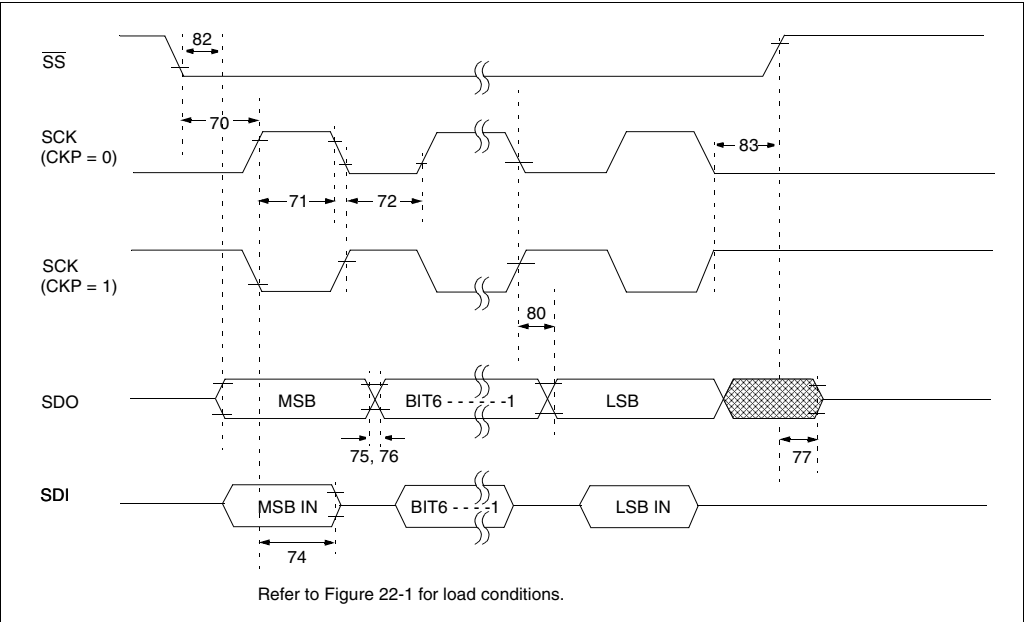 SS
82
70
SCK
(CKP = 0)
83
71
72
SCK
(CKP = 1)
80
SDO
MSB
BIT6 - - - - - -1
LSB
75, 76
77
SDI
MSB IN
BIT6 - - - -1
LSB IN
74
Refer to Figure 22-1 for load conditions.